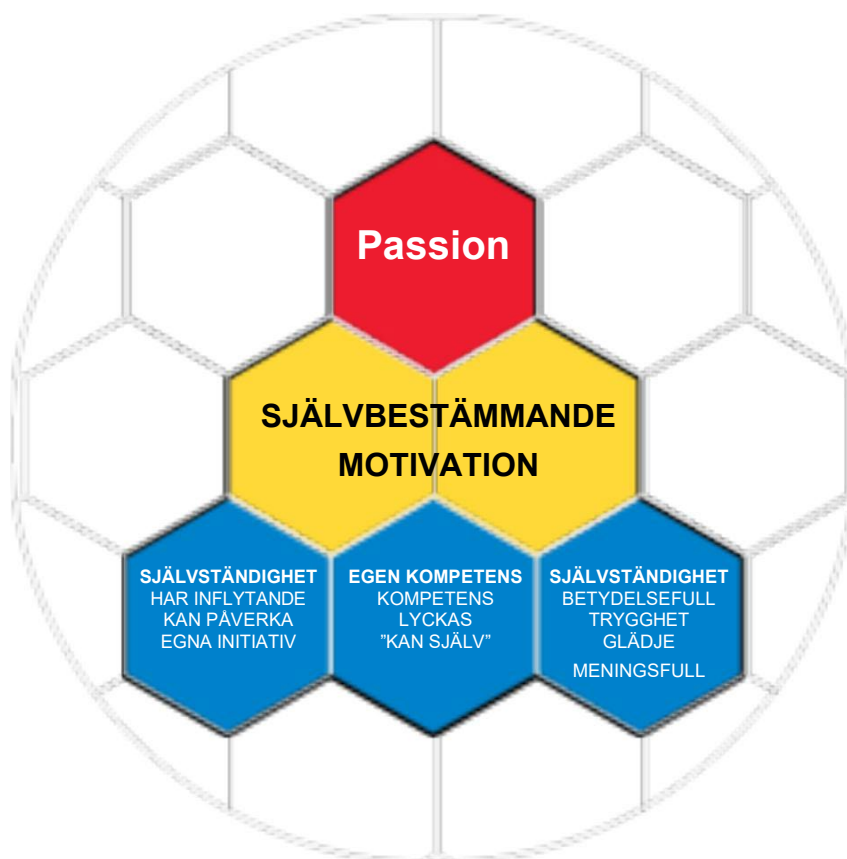 Passion
SJÄLVBESTÄMMANDE
MOTIVATION
SJÄLVSTÄNDIGHET
HAR INFLYTANDE
KAN PÅVERKA
EGNA INITIATIV
EGEN KOMPETENS
KOMPETENS
LYCKAS
”KAN SJÄLV”
SJÄLVSTÄNDIGHET
BETYDELSEFULL
TRYGGHET
GLÄDJE
MENINGSFULL